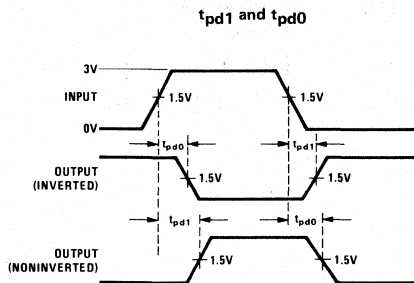 tpd1 and tpd0
3V
INPUT
1.5V
1.5V
0V
tpd0
tpd1
OUTPUT
(INVERTED)
1.5V
1.5V
tpd1
tpd0
OUTPUT
(NONINVERTED)
1.5V
1.5V